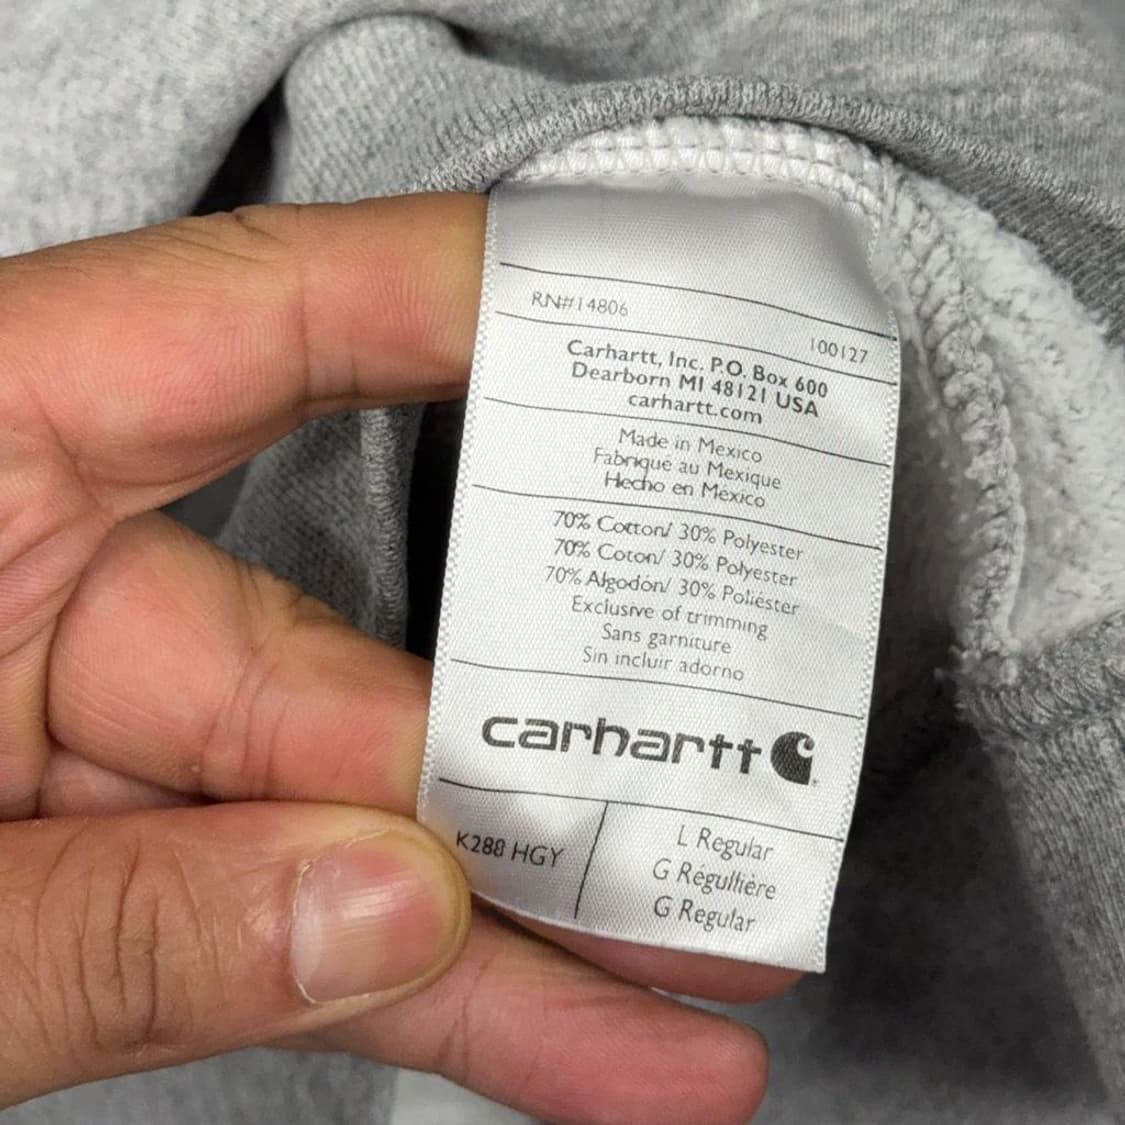 RN#14806
100127
Carhartt, Inc. P.O. Box 600
Dearborn MI 48121 USA
carhartt.com
Made in Mexico
Fabriqué au Mexique
Hecho en México
70% Cotton/ 30% Polyester
70% Coton/ 30% Polyester
70% Algodón/ 30% Poliéster
Exclusive of trimming
Sans garniture
Sin incluir adorno
carhartt
K288 HGY
L Regular
G Régullière
G Regular